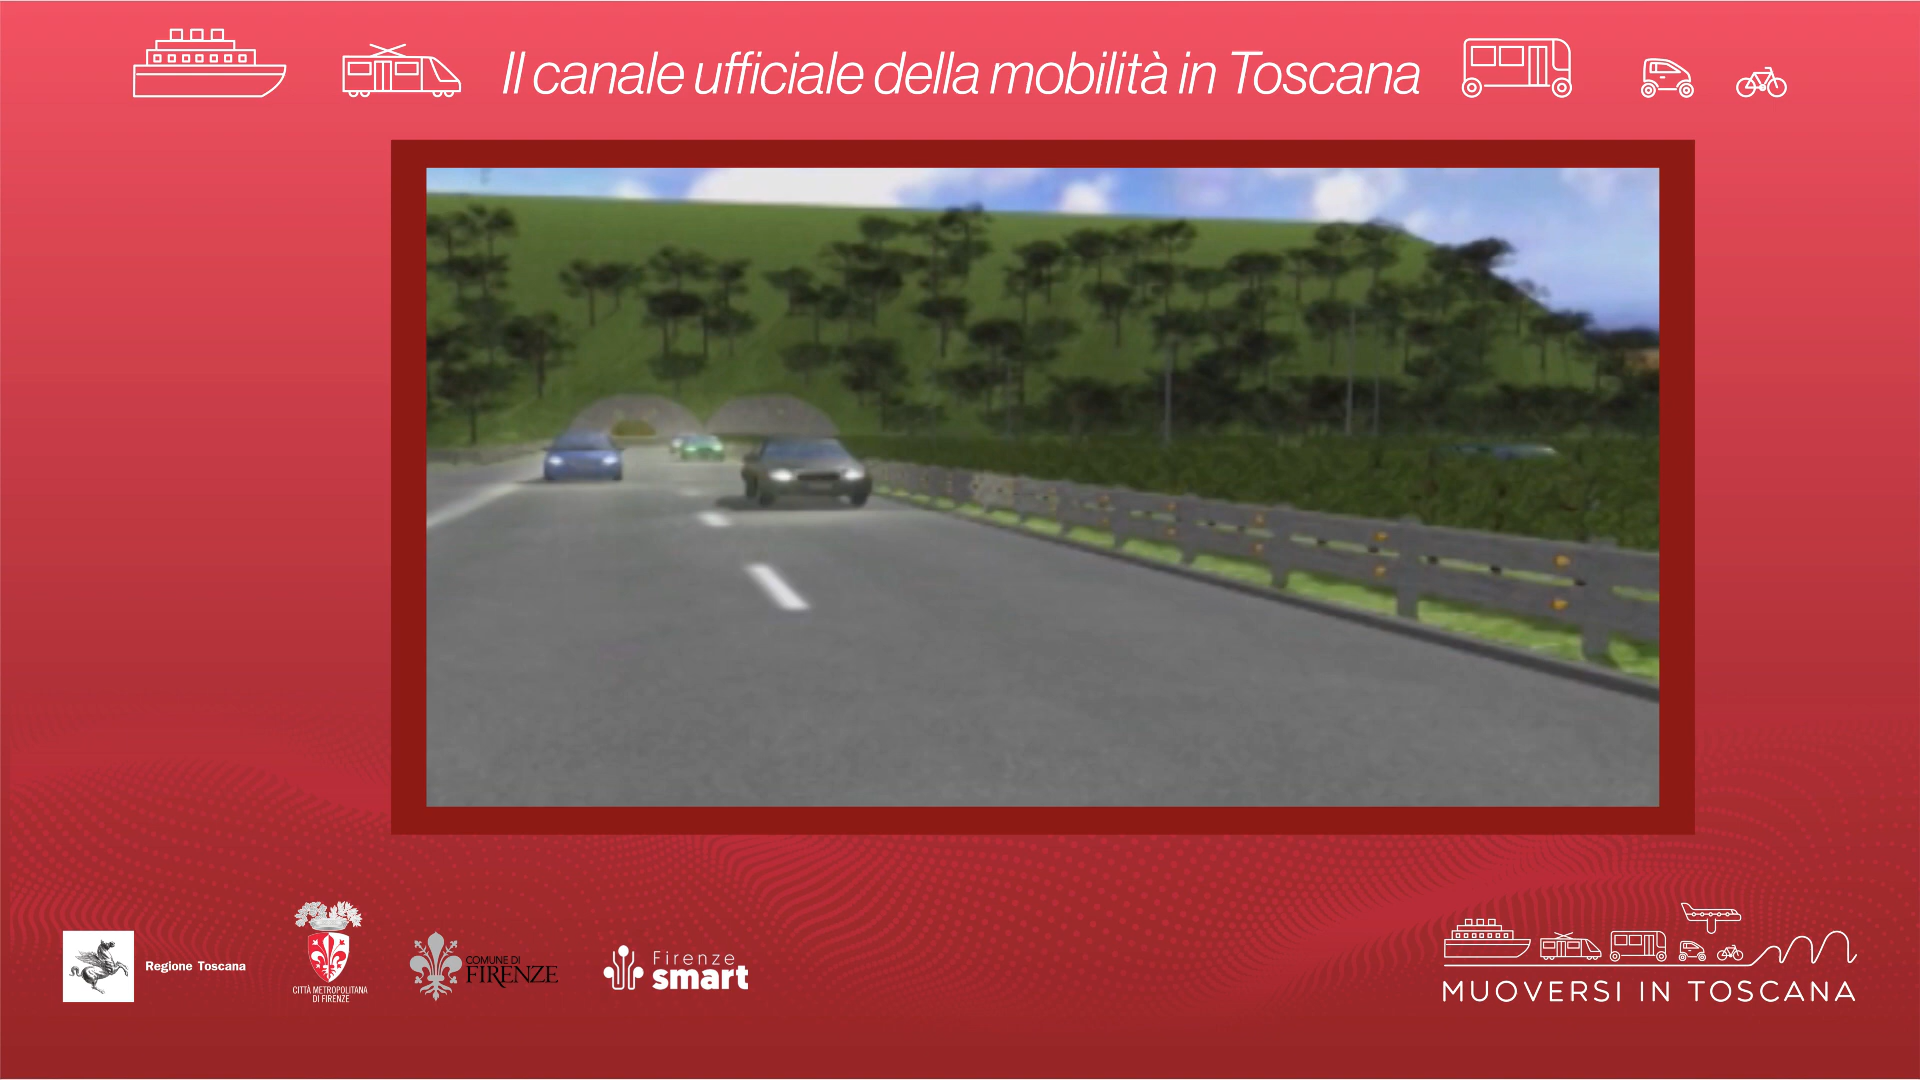 Il canale ufficiale della mobilità in Toscana
Regione Toscana
CITTÀ METROPOLITANA
DI FIRENZE
COMUNE DI
FIRENZE
Firenze
smart
MUOVERSI IN TOSCANA